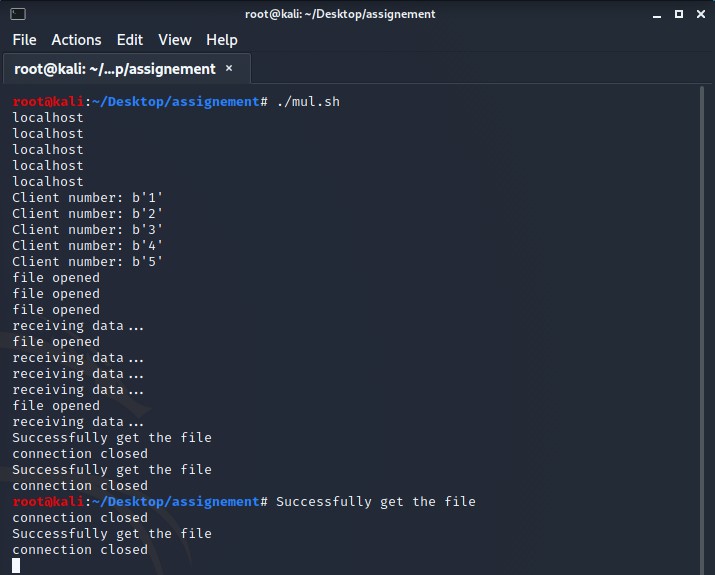 root@kali: ~/Desktop/assignement
File Actions Edit View Help
root@kali: ~/...p/assignement ×
root@kali:~/Desktop/assignement# ./mul.sh
localhost
localhost
localhost
localhost
localhost
Client number: b'1'
Client number: b'2'
Client number: b'3'
Client number: b'4'
Client number: b'5'
file opened
file opened
file opened
receiving data...
file opened
receiving data...
receiving data...
receiving data...
file opened
receiving data...
Successfully get the file
connection closed
Successfully get the file
connection closed
root@kali:~/Desktop/assignement# Successfully get the file
connection closed
Successfully get the file
connection closed